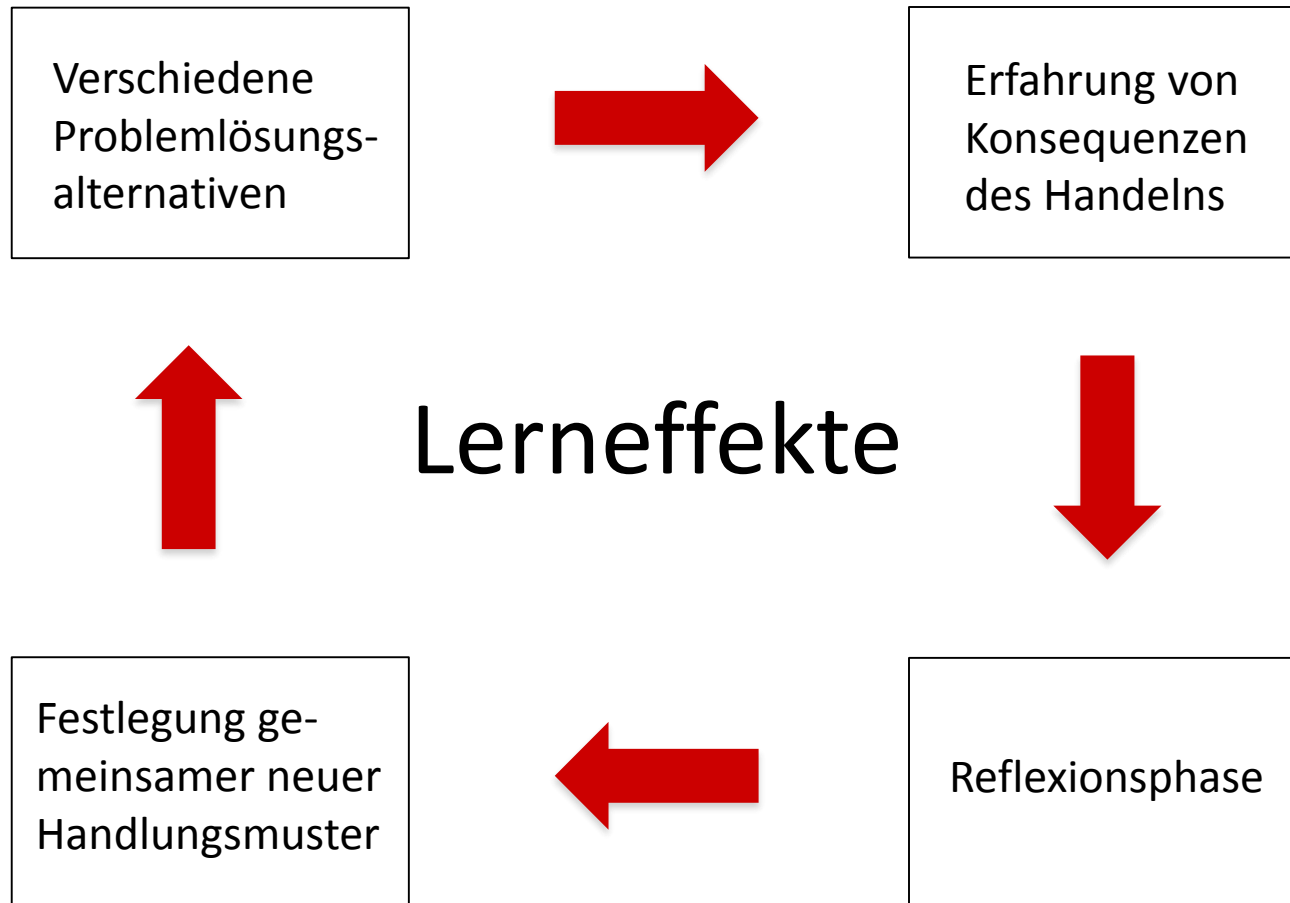 Verschiedene
Problemlösungs-
alternativen
Erfahrung von
Konsequenzen
des Handelns
Lerneffekte
Festlegung ge-
meinsamer neuer
Handlungsmuster
Reflexionsphase